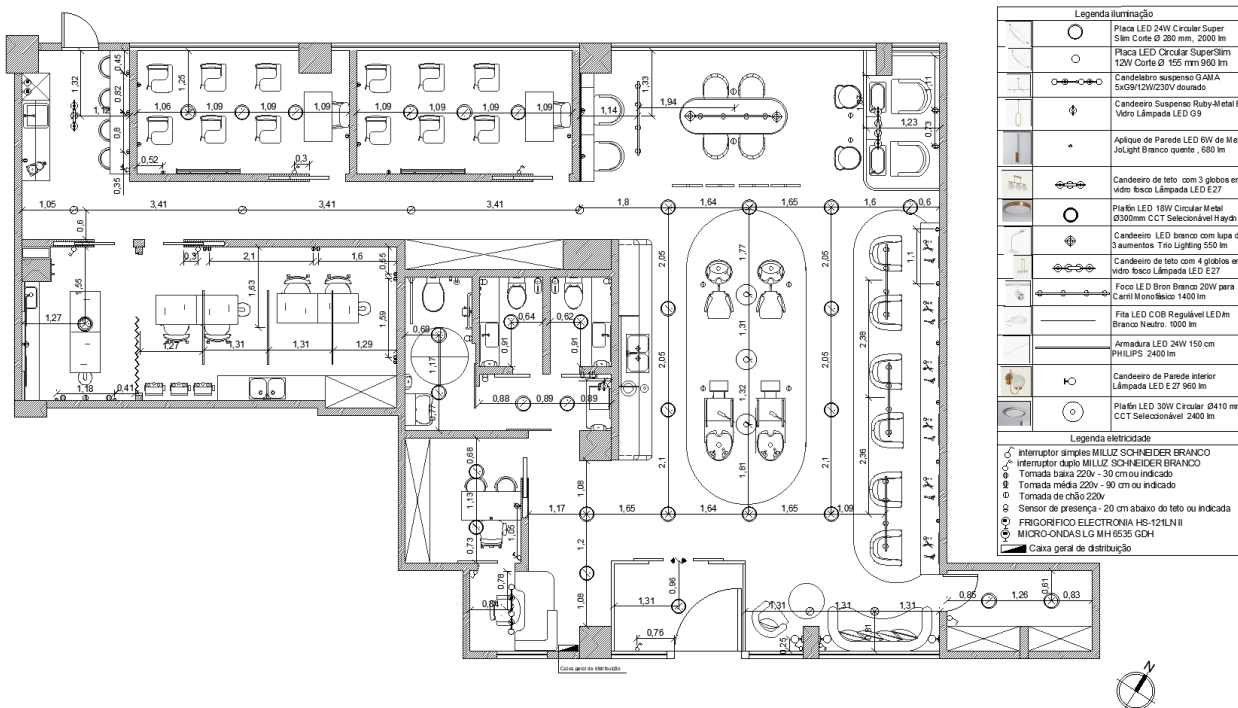 Legenda iluminação
Placa LED 24W Circular Super
Slim Corte Ø 280 mm, 2000 lm
Placa LED Circular SuperSlim
12W Corte Ø 155 mm 960 lm
Candelabro suspenso GAMA
5xG9/12W/230V dourado
Candeeiro Suspenso Ruby-Metal E
Vidro Lâmpada LED G9
Aplique de Parede LED 6W de Met
JoLight Branco quente , 680 lm
Candeeiro de teto com 3 globos em
vidro fosco Lâmpada LED E27
Plafón LED 18W Circular Metal
Ø300mm CCT Selecionável Haydn
Candeeiro LED branco com lupa d
3 aumentos Trio Lighting 550 lm
Candeeiro de teto com 4 globos em
vidro fosco Lâmpada LED E27
Foco LED Bron Branco 20W para
Carril Monofásico 1400 lm
Fita LED COB Regulável LED/m
Branco Neutro. 1000 lm
Armadura LED 24W 150 cm
PHILIPS 2400 lm
Candeeiro de Parede interior
Lâmpada LED E27 960 lm
Plafón LED 30W Circular Ø410 mm
CCT Seleccionável 2400 lm
Legenda eletricidade
interruptor simples MILUZ SCHNEIDER BRANCO
interruptor duplo MILUZ SCHNEIDER BRANCO
Tomada baixa 220v - 30 cm ou indicado
Tomada média 220v - 90 cm ou indicado
Tomada de chão 220v
Sensor de presença - 20 cm abaixo do teto ou indicada
FRIGORÍFICO ELECTRONIA HS-121LN II
MICRO-ONDAS LG MH 6535 GDH
Caixa geral de distribuição
1,32
0,45
0,82
1,12
0,8
0,35
1,25
1,06 1,09 1,09 1,09
1,09 1,09 1,09 1,09
0,52
0,3
1,14
1,33
1,94
1,11
1,23
0,73
1,05 3,41 3,41 3,41 1,8 1,64 1,65 1,6 0,6
0,6
0,3 2,1 1,6
0,55
1,55
1,63
1,59
1,27
1,27 1,31 1,31 1,29
1,18 0,41
0,69
1,17
0,77
0,64 0,62
0,91 0,91
0,88 0,89 0,89
2,05
1,77
2,05
1,1
1,31
2,38
2,05
1,32
2,05
2,1
1,81
2,1
2,36
0,68
1,13
0,73
1,05
1,08
1,17 1,65 1,64 1,65 1,09
1,2
1,08
0,78
0,84
0,96
1,31
0,76
1,31 1,31 1,31
0,81
0,25
0,85 1,26 0,83
0,61
Caixa geral de distribuição
N